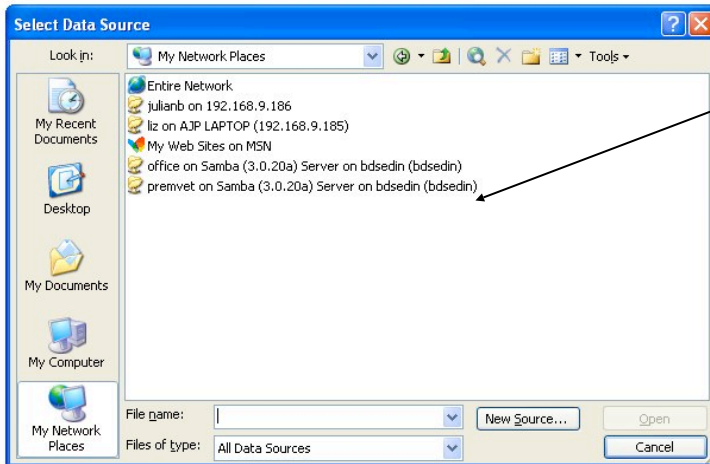 Select Data Source
Look in: My Network Places Tools
Entire Network
julianb on 192.168.9.186
liz on AJP LAPTOP (192.168.9.185)
My Web Sites on MSN
office on Samba (3.0.20a) Server on bdsedin (bdsedin)
premvet on Samba (3.0.20a) Server on bdsedin (bdsedin)
My Recent
Documents
Desktop
My Documents
My Computer
My Network
Places
File name: New Source... Open
Files of type: All Data Sources Cancel